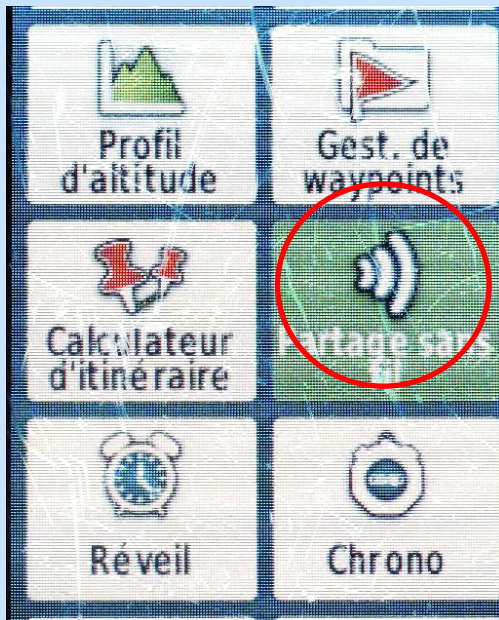 Profil
d'altitude
Gest. de
waypoints
Calculateur
d'itinéraire
Partage sans
fil
Réveil
Chrono